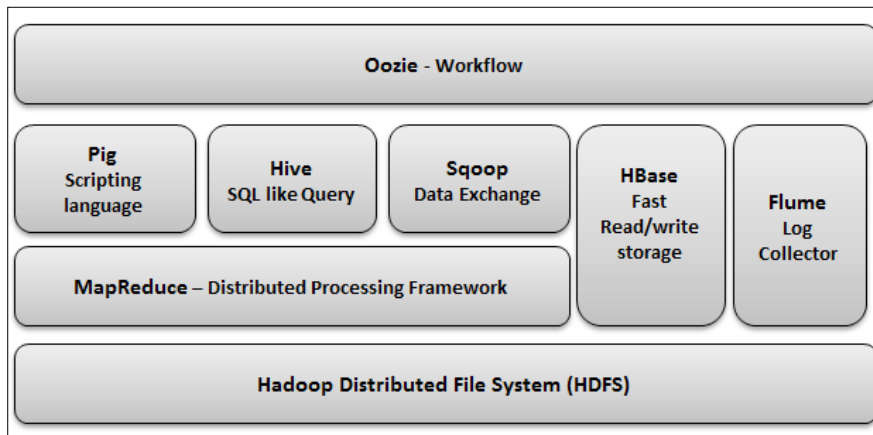 Oozie - Workflow
Pig
Scripting
language
Hive
SQL like Query
Sqoop
Data Exchange
HBase
Fast
Read/write
storage
Flume
Log
Collector
MapReduce – Distributed Processing Framework
Hadoop Distributed File System (HDFS)